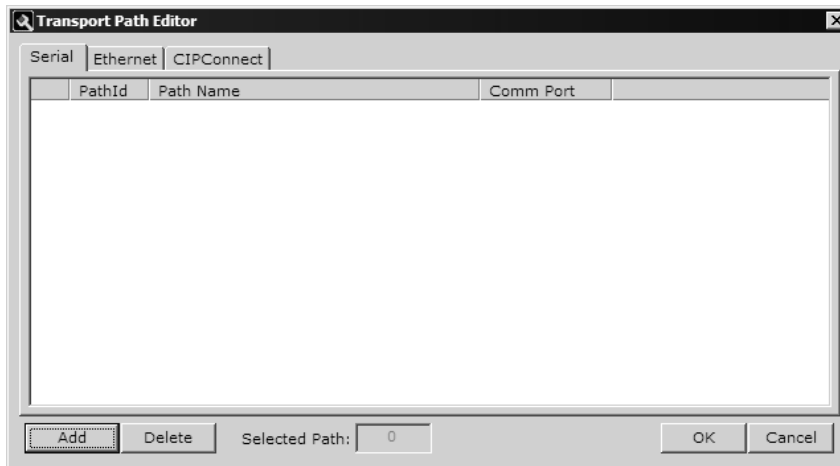 Transport Path Editor
Serial Ethernet CIPConnect
PathId Path Name Comm Port
Add Delete Selected Path: 0 OK Cancel